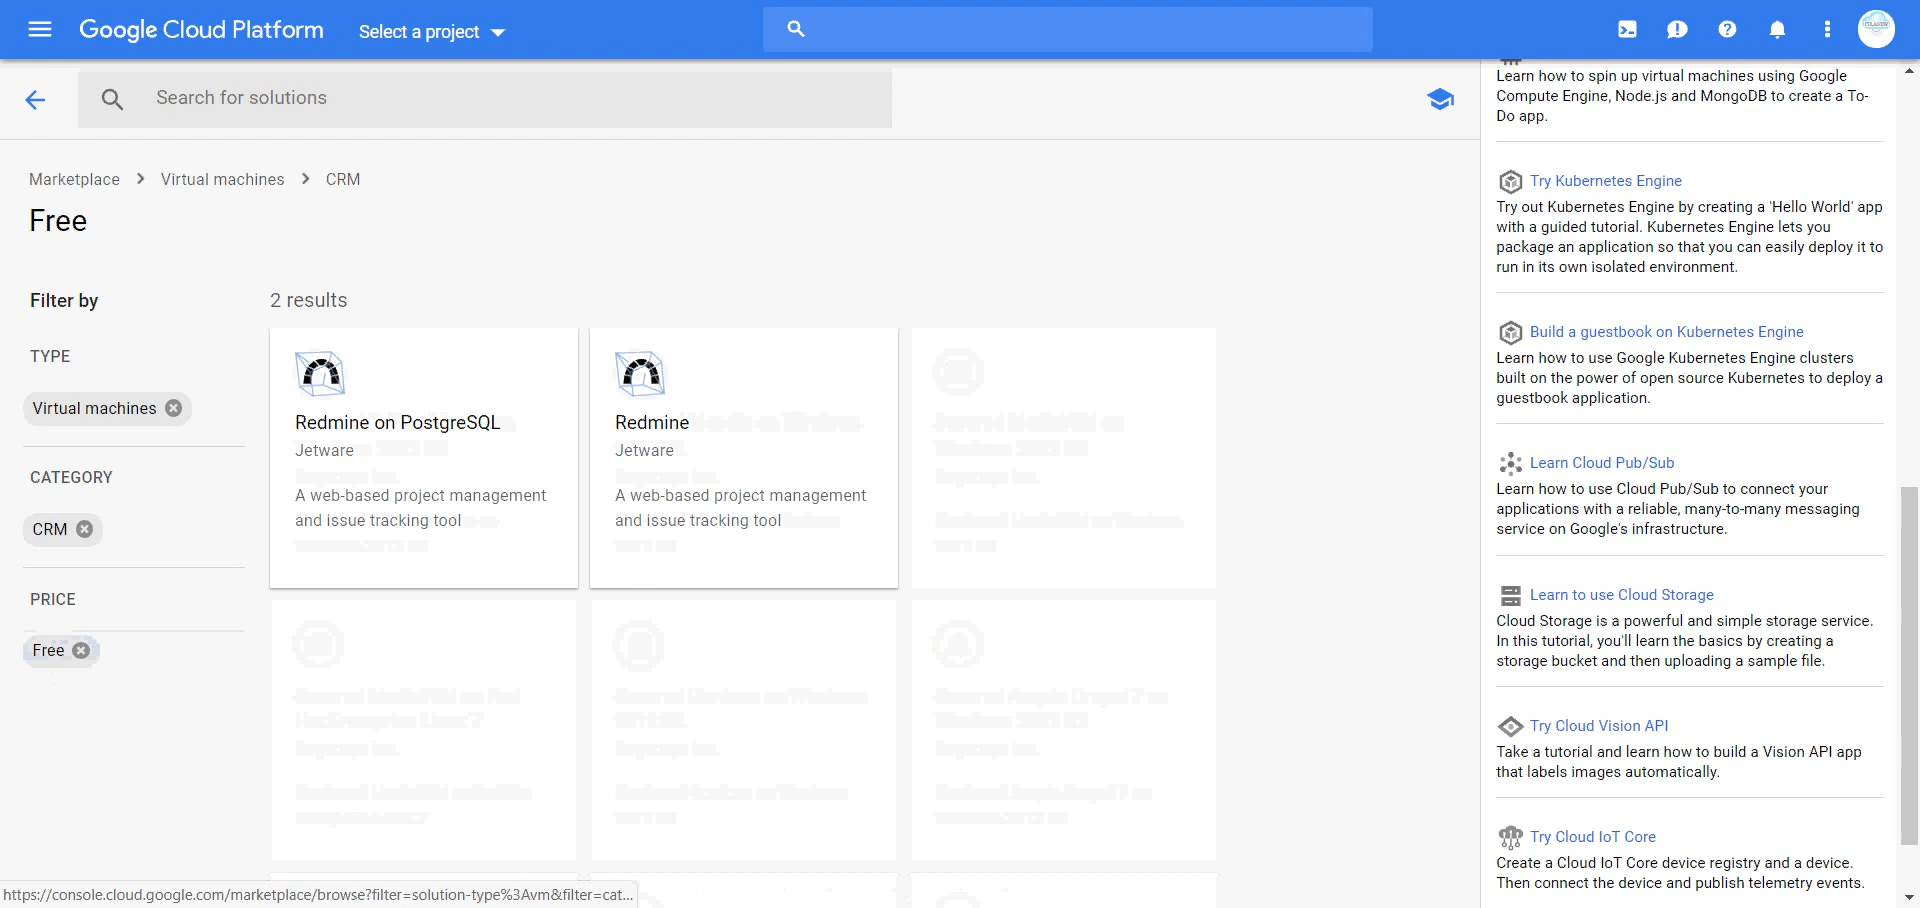 Google Cloud Platform
Select a project
Search for solutions
Marketplace
Virtual machines
CRM
Free
Filter by
2 results
TYPE
Virtual machines
CATEGORY
CRM
PRICE
Free
Redmine on PostgreSQL
Jetware
A web-based project management
and issue tracking tool
Redmine
Jetware
A web-based project management
and issue tracking tool
https://console.cloud.google.com/marketplace/browse?filter=solution-type%3Avm&filter=cat...
Learn how to spin up virtual machines using Google
Compute Engine, Node.js and MongoDB to create a To-
Do app.
Try Kubernetes Engine
Try out Kubernetes Engine by creating a 'Hello World' app
with a guided tutorial. Kubernetes Engine lets you
package an application so that you can easily deploy it to
run in its own isolated environment.
Build a guestbook on Kubernetes Engine
Learn how to use Google Kubernetes Engine clusters
built on the power of open source Kubernetes to deploy a
guestbook application.
Learn Cloud Pub/Sub
Learn how to use Cloud Pub/Sub to connect your
applications with a reliable, many-to-many messaging
service on Google's infrastructure.
Learn to use Cloud Storage
Cloud Storage is a powerful and simple storage service.
In this tutorial, you'll learn the basics by creating a
storage bucket and then uploading a sample file.
Try Cloud Vision API
Take a tutorial and learn how to build a Vision API app
that labels images automatically.
Try Cloud IoT Core
Create a Cloud IoT Core device registry and a device.
Then connect the device and publish telemetry events.